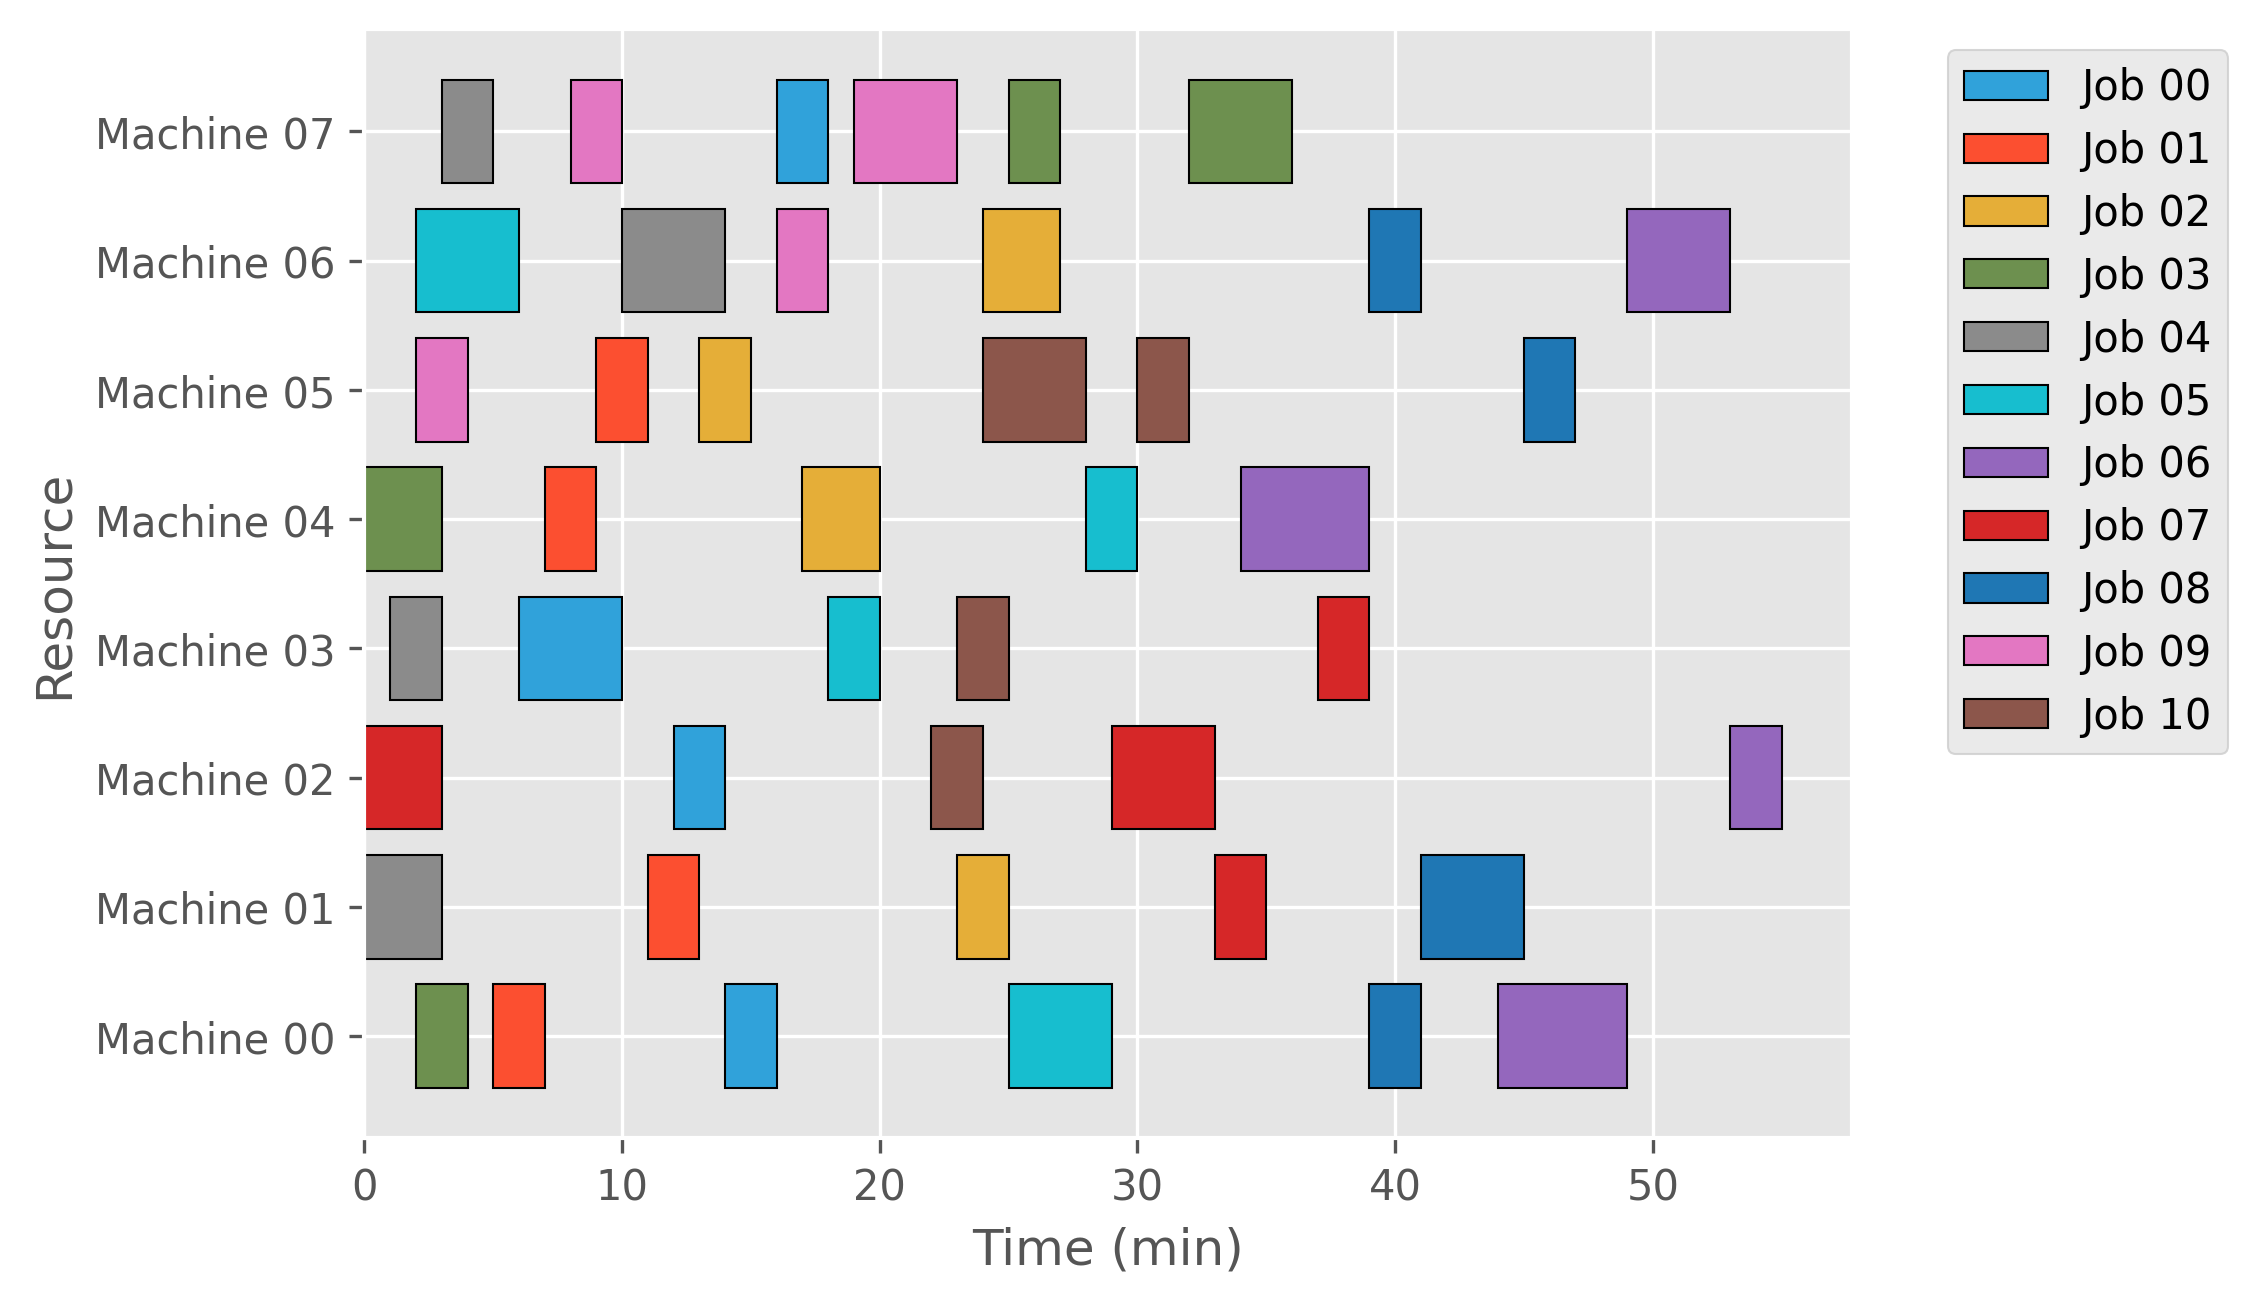 Machine 07
Machine 06
Machine 05
Machine 04
Machine 03
Machine 02
Machine 01
Machine 00
Resource
0 10 20 30 40 50
Time (min)
Job 00
Job 01
Job 02
Job 03
Job 04
Job 05
Job 06
Job 07
Job 08
Job 09
Job 10